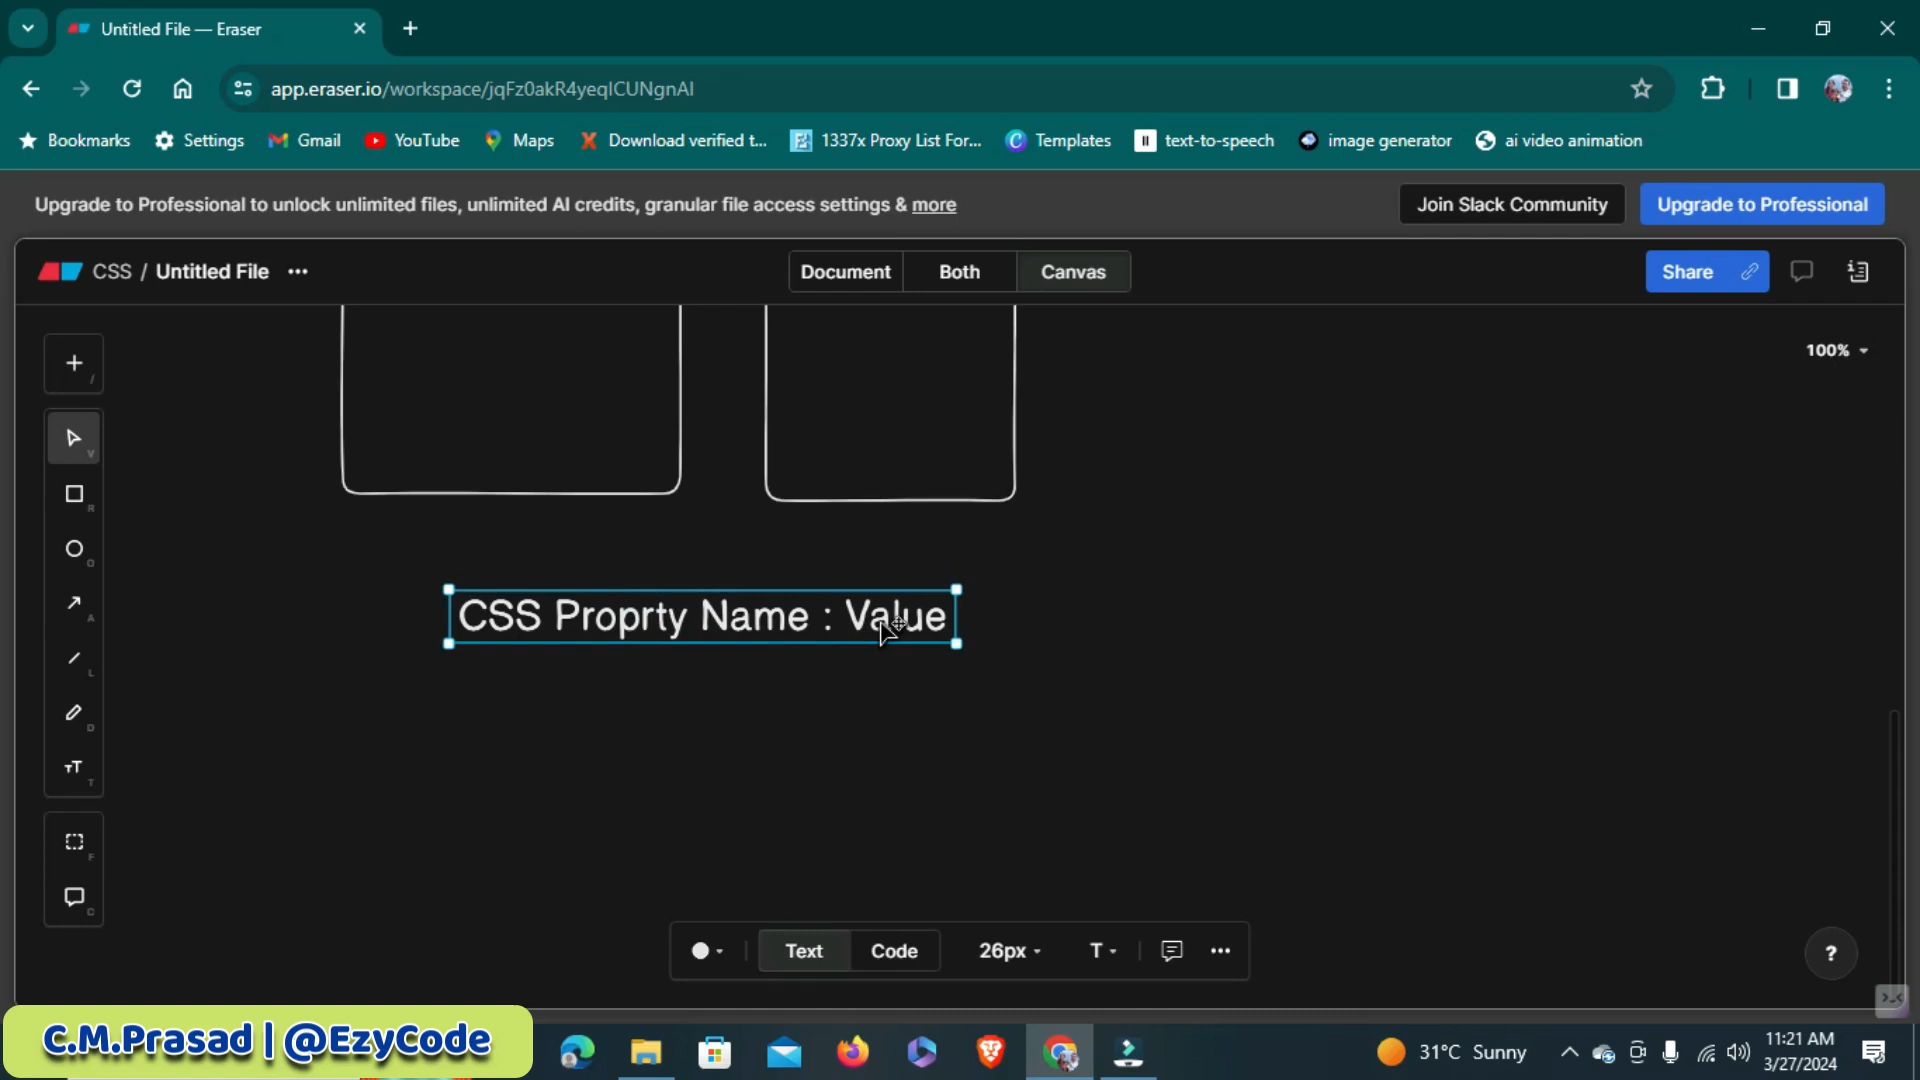 Untitled File — Eraser
app.eraser.io/workspace/jqFz0akR4yeqICUNgnAI
Bookmarks Settings Gmail YouTube Maps Download verified t... 1337x Proxy List For... Templates text-to-speech image generator ai video animation
Upgrade to Professional to unlock unlimited files, unlimited AI credits, granular file access settings & more
Join Slack Community
Upgrade to Professional
CSS / Untitled File
Document Both Canvas
Share
100%
/
V
R
O
A
L
D
T
F
C
CSS Proprty Name : Value
Text Code 26px T
?
C.M.Prasad | @EzyCode
31°C Sunny
11:21 AM
3/27/2024